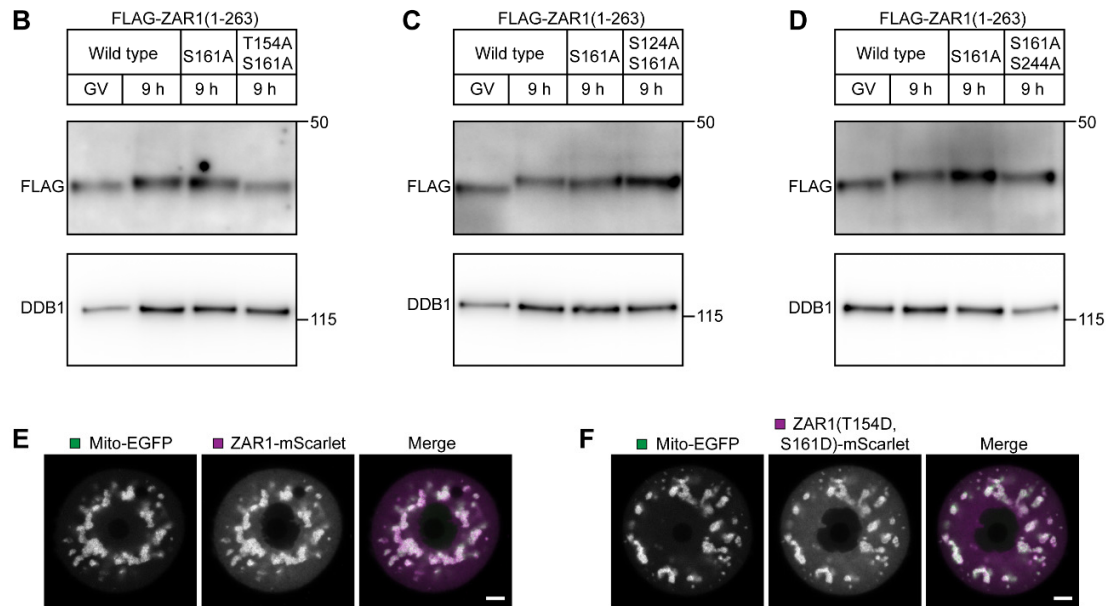 B
FLAG-ZAR1(1-263)
Wild type
S161A
T154A
S161A
GV
9 h
9 h
9 h
50
FLAG
DDB1
115
C
FLAG-ZAR1(1-263)
Wild type
S161A
S124A
S161A
GV
9 h
9 h
9 h
50
FLAG
DDB1
115
D
FLAG-ZAR1(1-263)
Wild type
S161A
S161A
S244A
GV
9 h
9 h
9 h
50
FLAG
DDB1
115
E
Mito-EGFP
ZAR1-mScarlet
Merge
F
Mito-EGFP
ZAR1(T154D,
S161D)-mScarlet
Merge